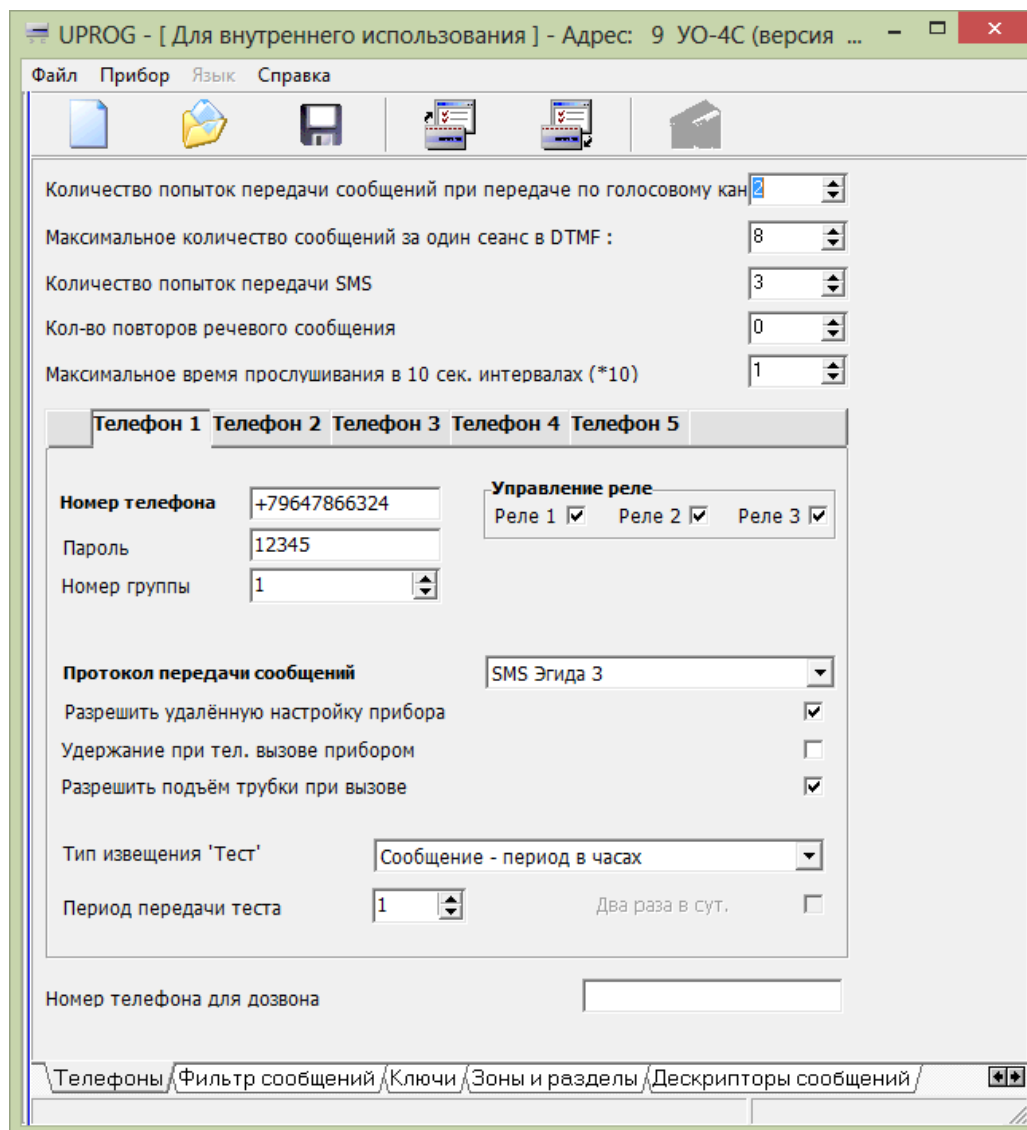 UPROG - [ Для внутреннего использования ] - Адрес: 9 УО-4С (версия ...
Файл Прибор Язык Справка
Количество попыток передачи сообщений при передаче по голосовому кан 2
Максимальное количество сообщений за один сеанс в DTMF : 8
Количество попыток передачи SMS 3
Кол-во повторов речевого сообщения 0
Максимальное время прослушивания в 10 сек. интервалах (*10) 1
Телефон 1 Телефон 2 Телефон 3 Телефон 4 Телефон 5
Номер телефона +79647866324
Управление реле
Реле 1 Реле 2 Реле 3
Пароль 12345
Номер группы 1
Протокол передачи сообщений SMS Эгида 3
Разрешить удалённую настройку прибора
Удержание при тел. вызове прибором
Разрешить подъём трубки при вызове
Тип извещения 'Тест' Сообщение - период в часах
Период передачи теста 1 Два раза в сут.
Номер телефона для дозвона
Телефоны Фильтр сообщений Ключи Зоны и разделы Дескрипторы сообщений